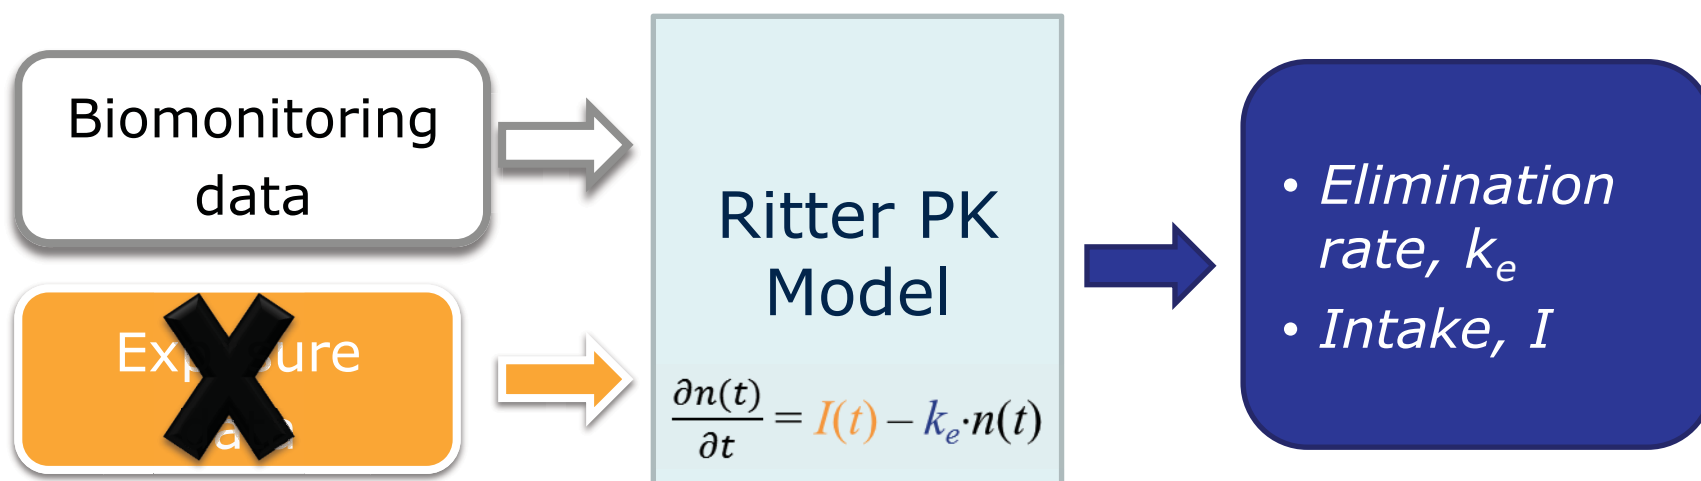 Biomonitoring
data
Ritter PK
Model
∂n(t)/∂t = I(t) – kₑ·n(t)
• Elimination
rate, kₑ
• Intake, I